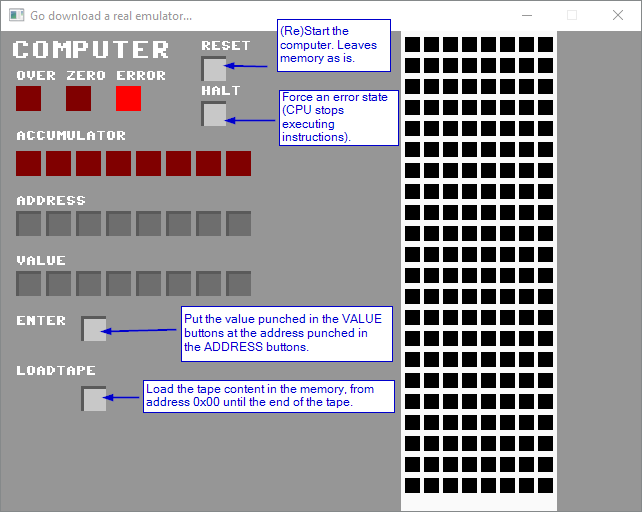 Go download a real emulator...
COMPUTER
RESET
(Re)Start the
computer. Leaves
memory as is.
OVER ZERO ERROR
HALT
Force an error state
(CPU stops
executing
instructions).
ACCUMULATOR
ADDRESS
VALUE
ENTER
Put the value punched in the VALUE
buttons at the address punched in
the ADDRESS buttons.
LOADTAPE
Load the tape content in the memory, from
address 0x00 until the end of the tape.